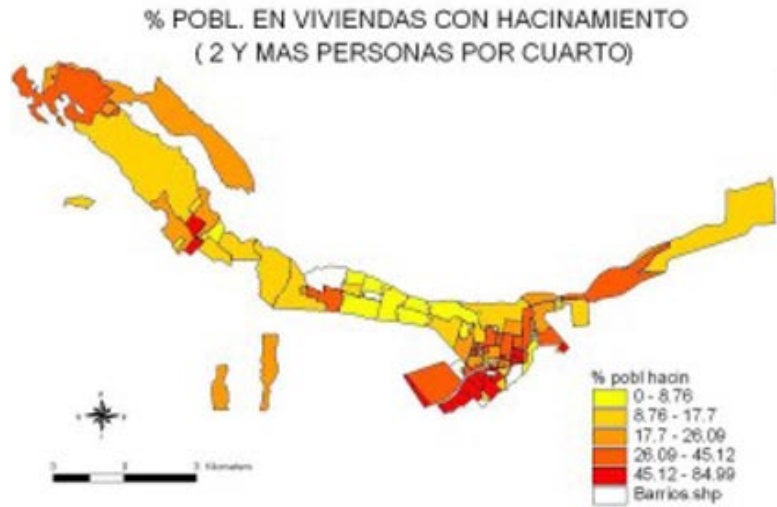 % POBL. EN VIVIENDAS CON HACINAMIENTO
( 2 Y MAS PERSONAS POR CUARTO)
% pobl hacin
0 - 8.76
8.76 - 17.7
17.7 - 26.09
26.09 - 45.12
45.12 - 84.99
Barrios.shp
Kilometers